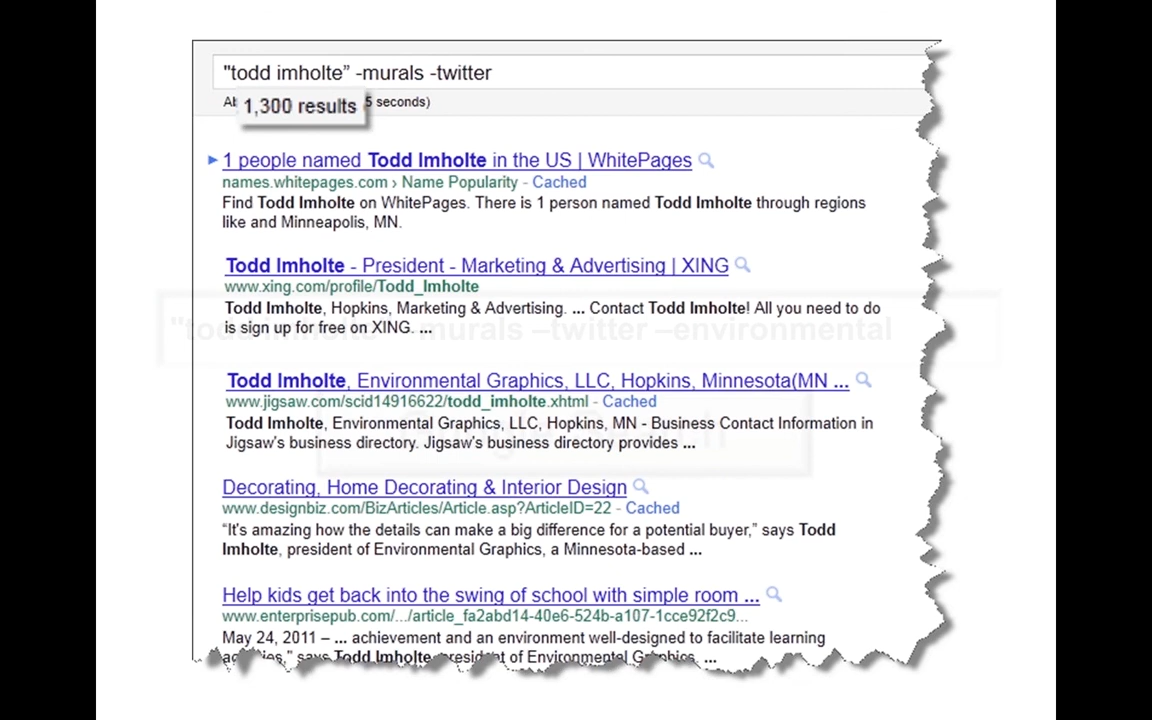 "todd imholte" -murals -twitter
Ab 1,300 results 5 seconds)
1 people named Todd Imholte in the US | WhitePages
names.whitepages.com › Name Popularity - Cached
Find Todd Imholte on WhitePages. There is 1 person named Todd Imholte through regions
like and Minneapolis, MN.
Todd Imholte - President - Marketing & Advertising | XING
www.xing.com/profile/Todd_Imholte
Todd Imholte, Hopkins, Marketing & Advertising. ... Contact Todd Imholte! All you need to do
is sign up for free on XING. ...
"todd imholte" -murals –twitter –environmental
Todd Imholte, Environmental Graphics, LLC, Hopkins, Minnesota(MN ...
www.jigsaw.com/scid14916622/todd_imholte.xhtml - Cached
Todd Imholte, Environmental Graphics, LLC, Hopkins, MN - Business Contact Information in
Jigsaw's business directory. Jigsaw's business directory provides ...
Decorating, Home Decorating & Interior Design
www.designbiz.com/BizArticles/Article.asp?ArticleID=22 - Cached
“It's amazing how the details can make a big difference for a potential buyer,” says Todd
Imholte, president of Environmental Graphics, a Minnesota-based ...
Help kids get back into the swing of school with simple room ...
www.enterprisepub.com/.../article_fa2abd14-40e6-524b-a107-1cce92f2c9...
May 24, 2011 – ... achievement and an environment well-designed to facilitate learning
says Todd Imholte, president of Environmental Graphics, ...